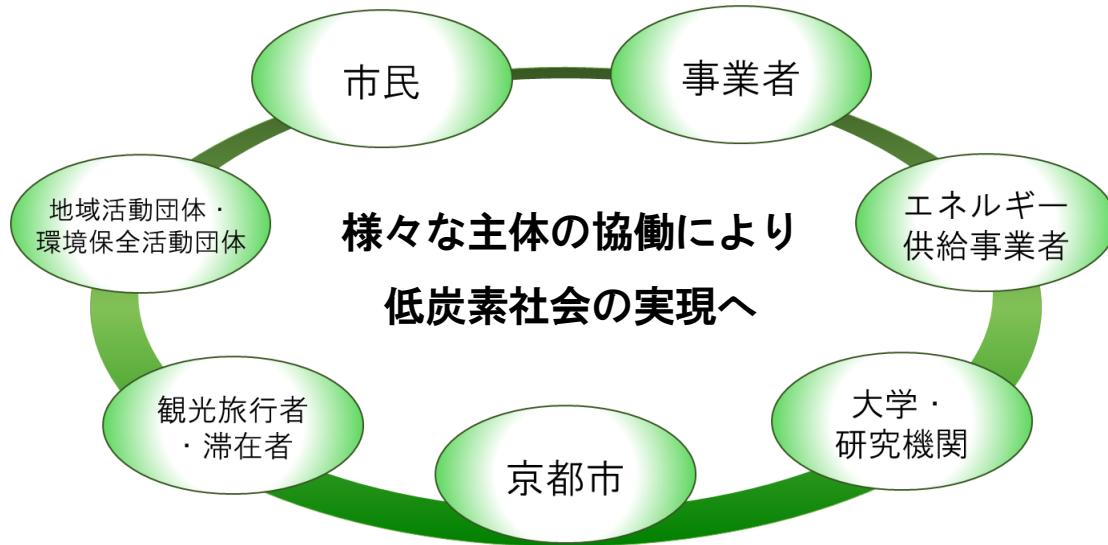 市民
事業者
地域活動団体・
環境保全活動団体
エネルギー
供給事業者
様々な主体の協働により
低炭素社会の実現へ
観光旅行者
・滞在者
大学・
研究機関
京都市